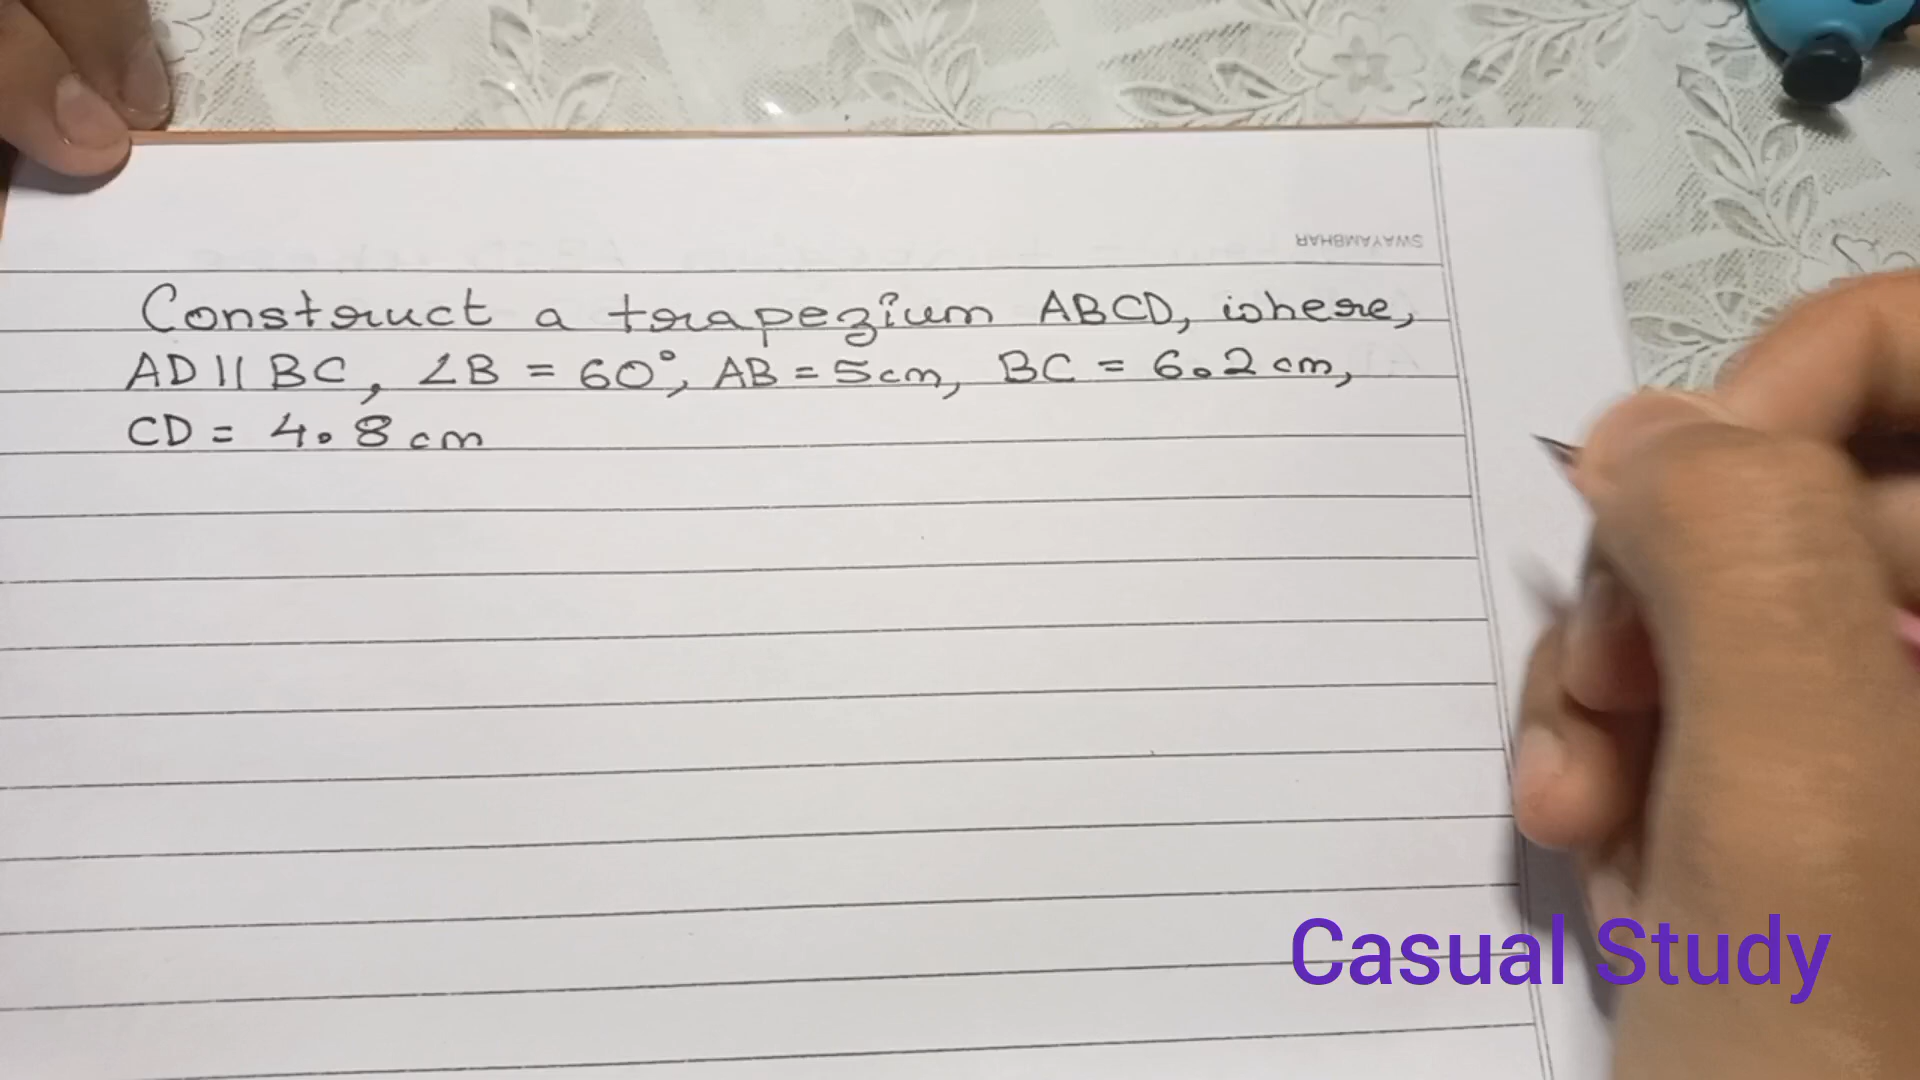 SWAYAMBHAR
Construct a trapezium ABCD, where,
AD || BC, ∠B = 60°, AB = 5cm, BC = 6.2 cm,
CD = 4.8 cm
Casual Study